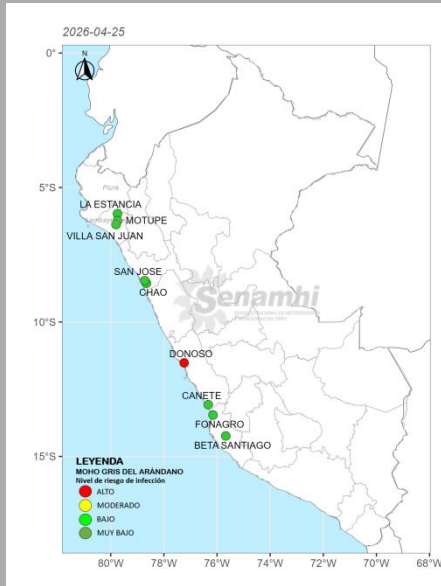 2026-04-25
N
0°
5°S
10°S
15°S
Piura
LA ESTANCIA
MOTUPE
VILLA SAN JUAN
SAN JOSE
CHAO
Senamhi
DONOSO
CANETE
FONAGRO
BETA SANTIAGO
LEYENDA
MOHO GRIS DEL ARÁNDANO
Nivel de riesgo de infección
ALTO
MODERADO
BAJO
MUY BAJO
80°W 78°W 76°W 74°W 72°W 70°W 68°W